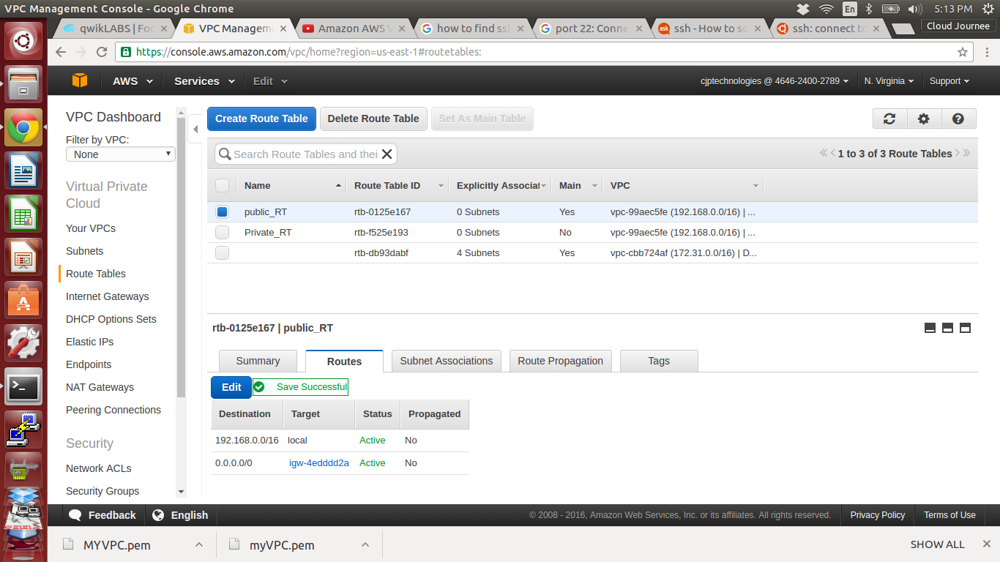 VPC Management Console - Google Chrome
En
5:13 PM
qwikLABS | Foc
VPC Managem
Amazon AWS V
how to find ssh
port 22: Conne
ssh - How to so
ssh: connect to
Cloud Journee
https://console.aws.amazon.com/vpc/home?region=us-east-1#routetables:
AWS
Services
Edit
cjptechnologies @ 4646-2400-2789
N. Virginia
Support
VPC Dashboard
Filter by VPC:
None
Virtual Private
Cloud
Your VPCs
Subnets
Route Tables
Internet Gateways
DHCP Options Sets
Elastic IPs
Endpoints
NAT Gateways
Peering Connections
Security
Network ACLs
Security Groups
Create Route Table
Delete Route Table
Set As Main Table
Search Route Tables and thei
1 to 3 of 3 Route Tables
Name Route Table ID Explicitly Associat Main VPC
public_RT rtb-0125e167 0 Subnets Yes vpc-99aec5fe (192.168.0.0/16) | ...
Private_RT rtb-f525e193 0 Subnets No vpc-99aec5fe (192.168.0.0/16) | ...
rtb-db93dabf 4 Subnets Yes vpc-cbb724af (172.31.0.0/16) | D...
rtb-0125e167 | public_RT
Summary
Routes
Subnet Associations
Route Propagation
Tags
Edit
Save Successful
Destination Target Status Propagated
192.168.0.0/16 local Active No
0.0.0.0/0 igw-4edddd2a Active No
Feedback
English
© 2008 - 2016, Amazon Web Services, Inc. or its affiliates. All rights reserved.
Privacy Policy
Terms of Use
MYVPC.pem
myVPC.pem
SHOW ALL